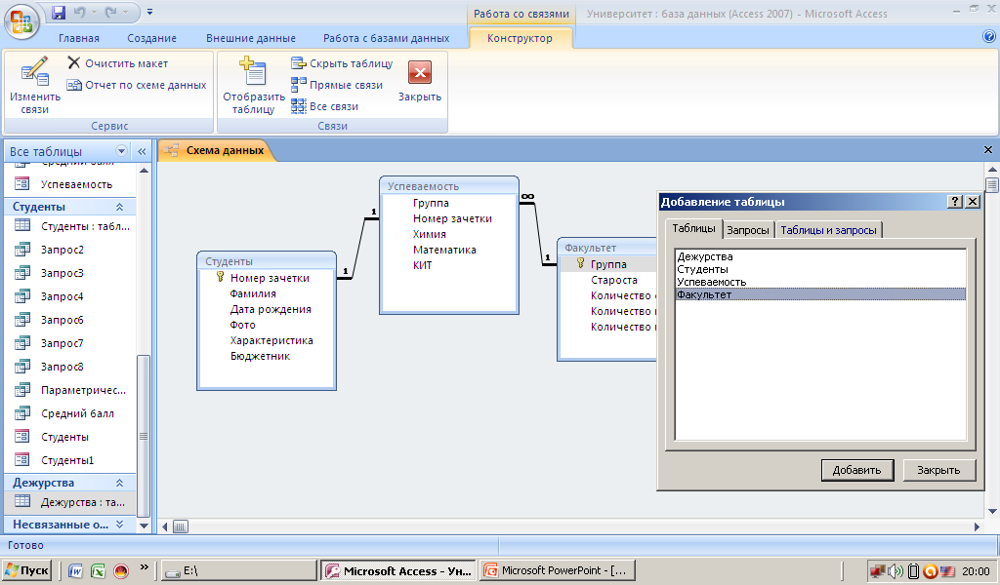 Работа со связями
Университет : база данных (Access 2007) - Microsoft Access
Главная
Создание
Внешние данные
Работа с базами данных
Конструктор
Изменить связи
Очистить макет
Отчет по схеме данных
Сервис
Отобразить таблицу
Скрыть таблицу
Прямые связи
Все связи
Закрыть
Связи
Все таблицы
Средний балл
Успеваемость
Студенты
Студенты : табл...
Запрос2
Запрос3
Запрос4
Запрос6
Запрос7
Запрос8
Параметричес...
Средний балл
Студенты
Студенты1
Дежурства
Дежурства : та...
Несвязанные о...
Схема данных
Студенты
Номер зачетки
Фамилия
Дата рождения
Фото
Характеристика
Бюджетник
1
1
Успеваемость
Группа
Номер зачетки
Химия
Математика
КИТ
∞
1
Факультет
Группа
Староста
Количество
Количество
Количество
Добавление таблицы
Таблицы
Запросы
Таблицы и запросы
Дежурства
Студенты
Успеваемость
Факультет
Добавить
Закрыть
Готово
Пуск
E:\
Microsoft Access - Ун...
Microsoft PowerPoint - [...
20:00